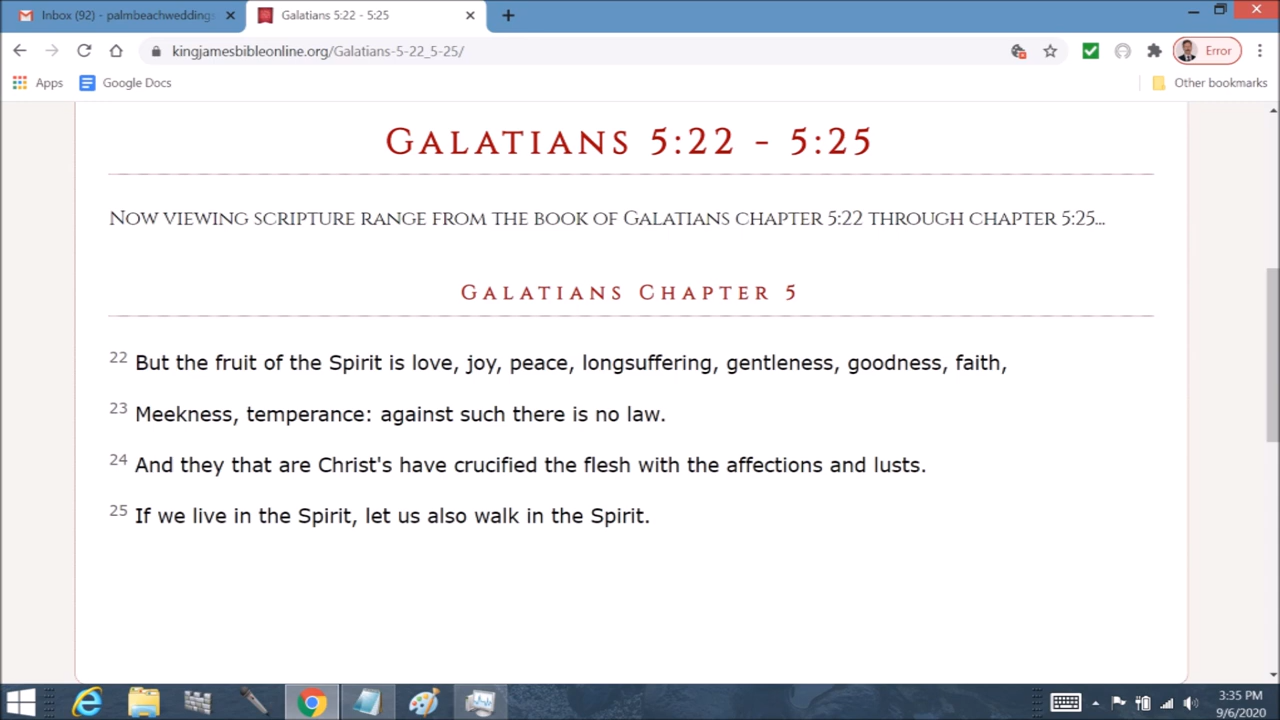 Inbox (92) - palmbeachwedding
Galatians 5:22 - 5:25
kingjamesbibleonline.org/Galatians-5-22_5-25/
Error
Apps
Google Docs
Other bookmarks
Galatians 5:22 - 5:25
Now viewing scripture range from the book of Galatians chapter 5:22 through chapter 5:25...
Galatians Chapter 5
22 But the fruit of the Spirit is love, joy, peace, longsuffering, gentleness, goodness, faith,
23 Meekness, temperance: against such there is no law.
24 And they that are Christ's have crucified the flesh with the affections and lusts.
25 If we live in the Spirit, let us also walk in the Spirit.
3:35 PM
9/6/2020